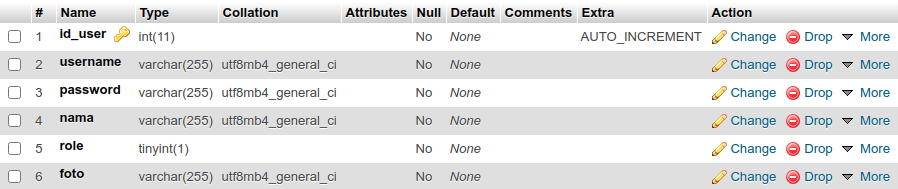 # Name Type Collation Attributes Null Default Comments Extra Action
1 id_user int(11) No None AUTO_INCREMENT Change Drop More
2 username varchar(255) utf8mb4_general_ci No None Change Drop More
3 password varchar(255) utf8mb4_general_ci No None Change Drop More
4 nama varchar(255) utf8mb4_general_ci No None Change Drop More
5 role tinyint(1) No None Change Drop More
6 foto varchar(255) utf8mb4_general_ci No None Change Drop More